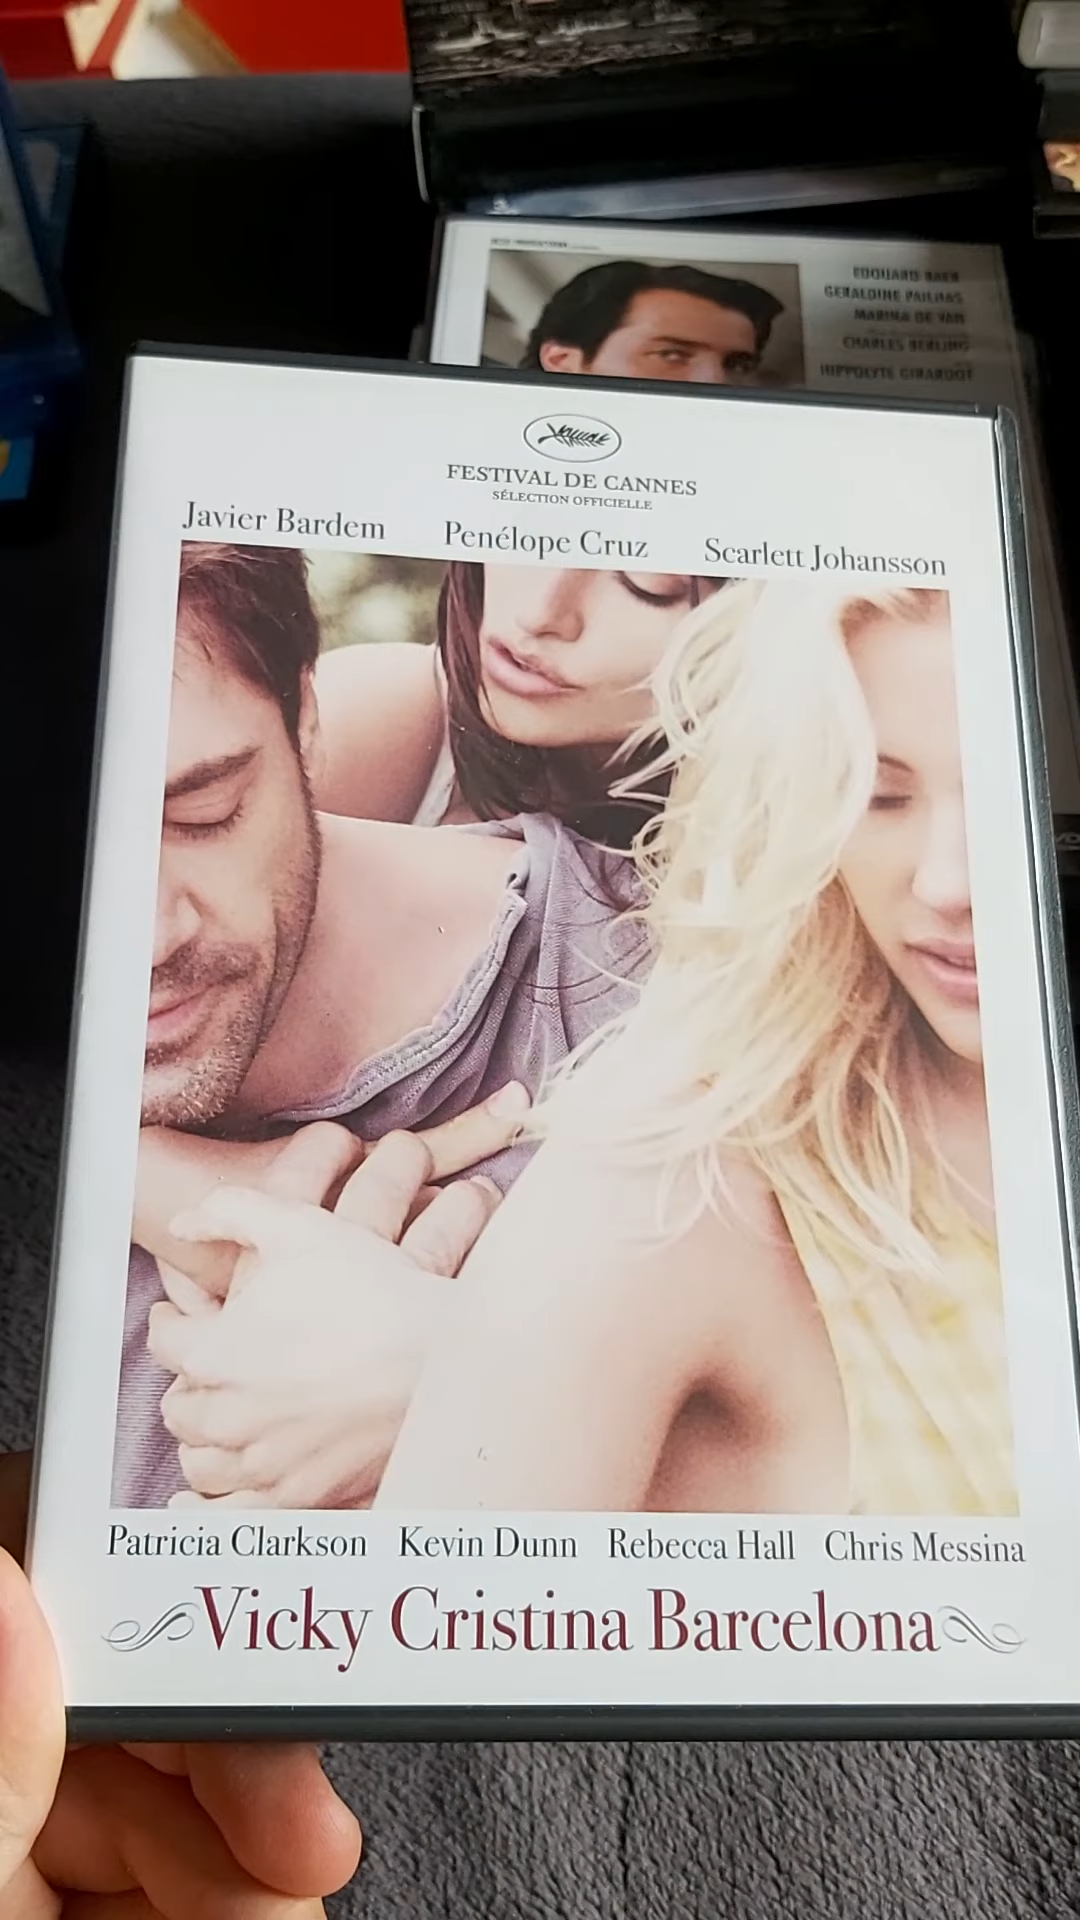 EDOUARD BAER
GERALDINE PAILHAS
MARINA DE VAN
CHARLES BERLING
HIPPOLYTE GIRARDOT
FESTIVAL DE CANNES
SÉLECTION OFFICIELLE
Javier Bardem Penélope Cruz Scarlett Johansson
Patricia Clarkson Kevin Dunn Rebecca Hall Chris Messina
Vicky Cristina Barcelona